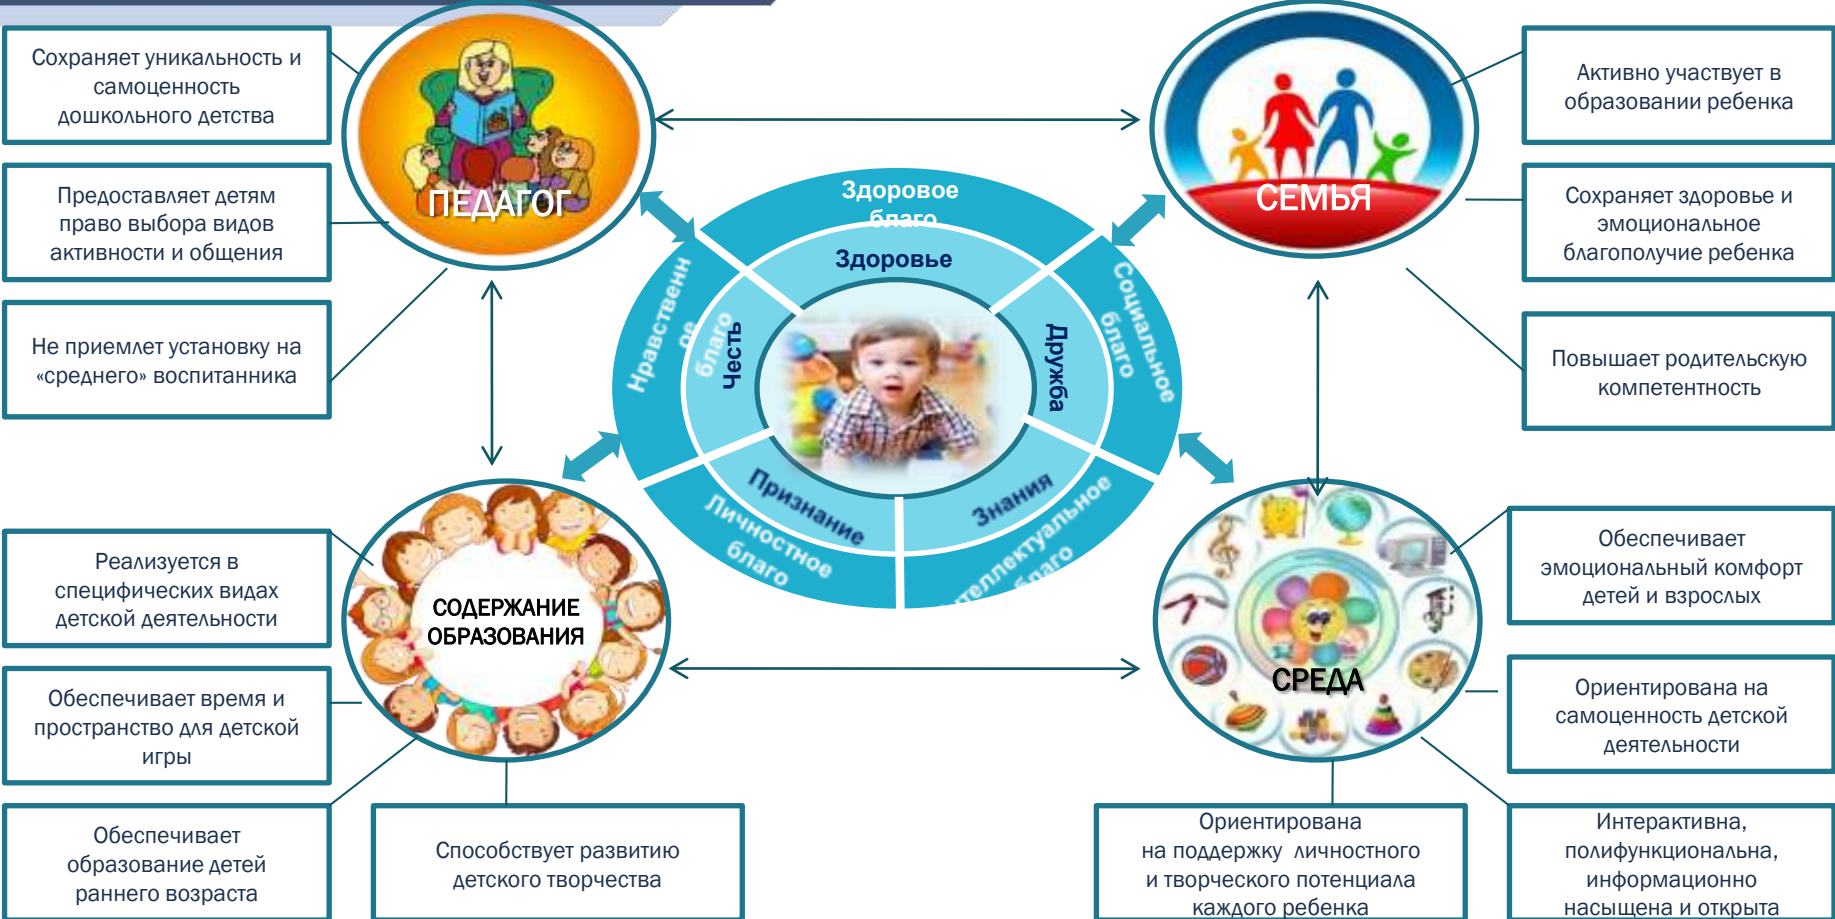 Сохраняет уникальность и
самоценность
дошкольного детства
Предоставляет детям
право выбора видов
активности и общения
Не приемлет установку на
«среднего» воспитанника
ПЕДАГОГ
СЕМЬЯ
Активно участвует в
образовании ребенка
Сохраняет здоровье и
эмоциональное
благополучие ребенка
Повышает родительскую
компетентность
Здоровое
благо
Здоровье
Нравственн
ое
благо
Честь
Социальное
благо
Дружба
Признание
Личностное
благо
Знания
теллектуальное
благо
СОДЕРЖАНИЕ
ОБРАЗОВАНИЯ
СРЕДА
Реализуется в
специфических видах
детской деятельности
Обеспечивает время и
пространство для детской
игры
Обеспечивает
образование детей
раннего возраста
Способствует развитию
детского творчества
Обеспечивает
эмоциональный комфорт
детей и взрослых
Ориентирована на
самоценность детской
деятельности
Ориентирована
на поддержку личностного
и творческого потенциала
каждого ребенка
Интерактивна,
полифункциональна,
информационно
насыщена и открыта